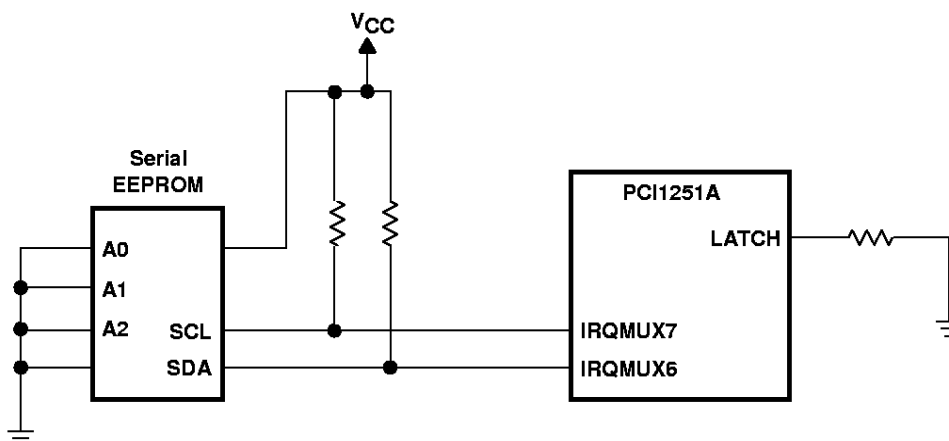 VCC
Serial
EEPROM
A0
A1
A2
SCL
SDA
PCI1251A
LATCH
IRQMUX7
IRQMUX6